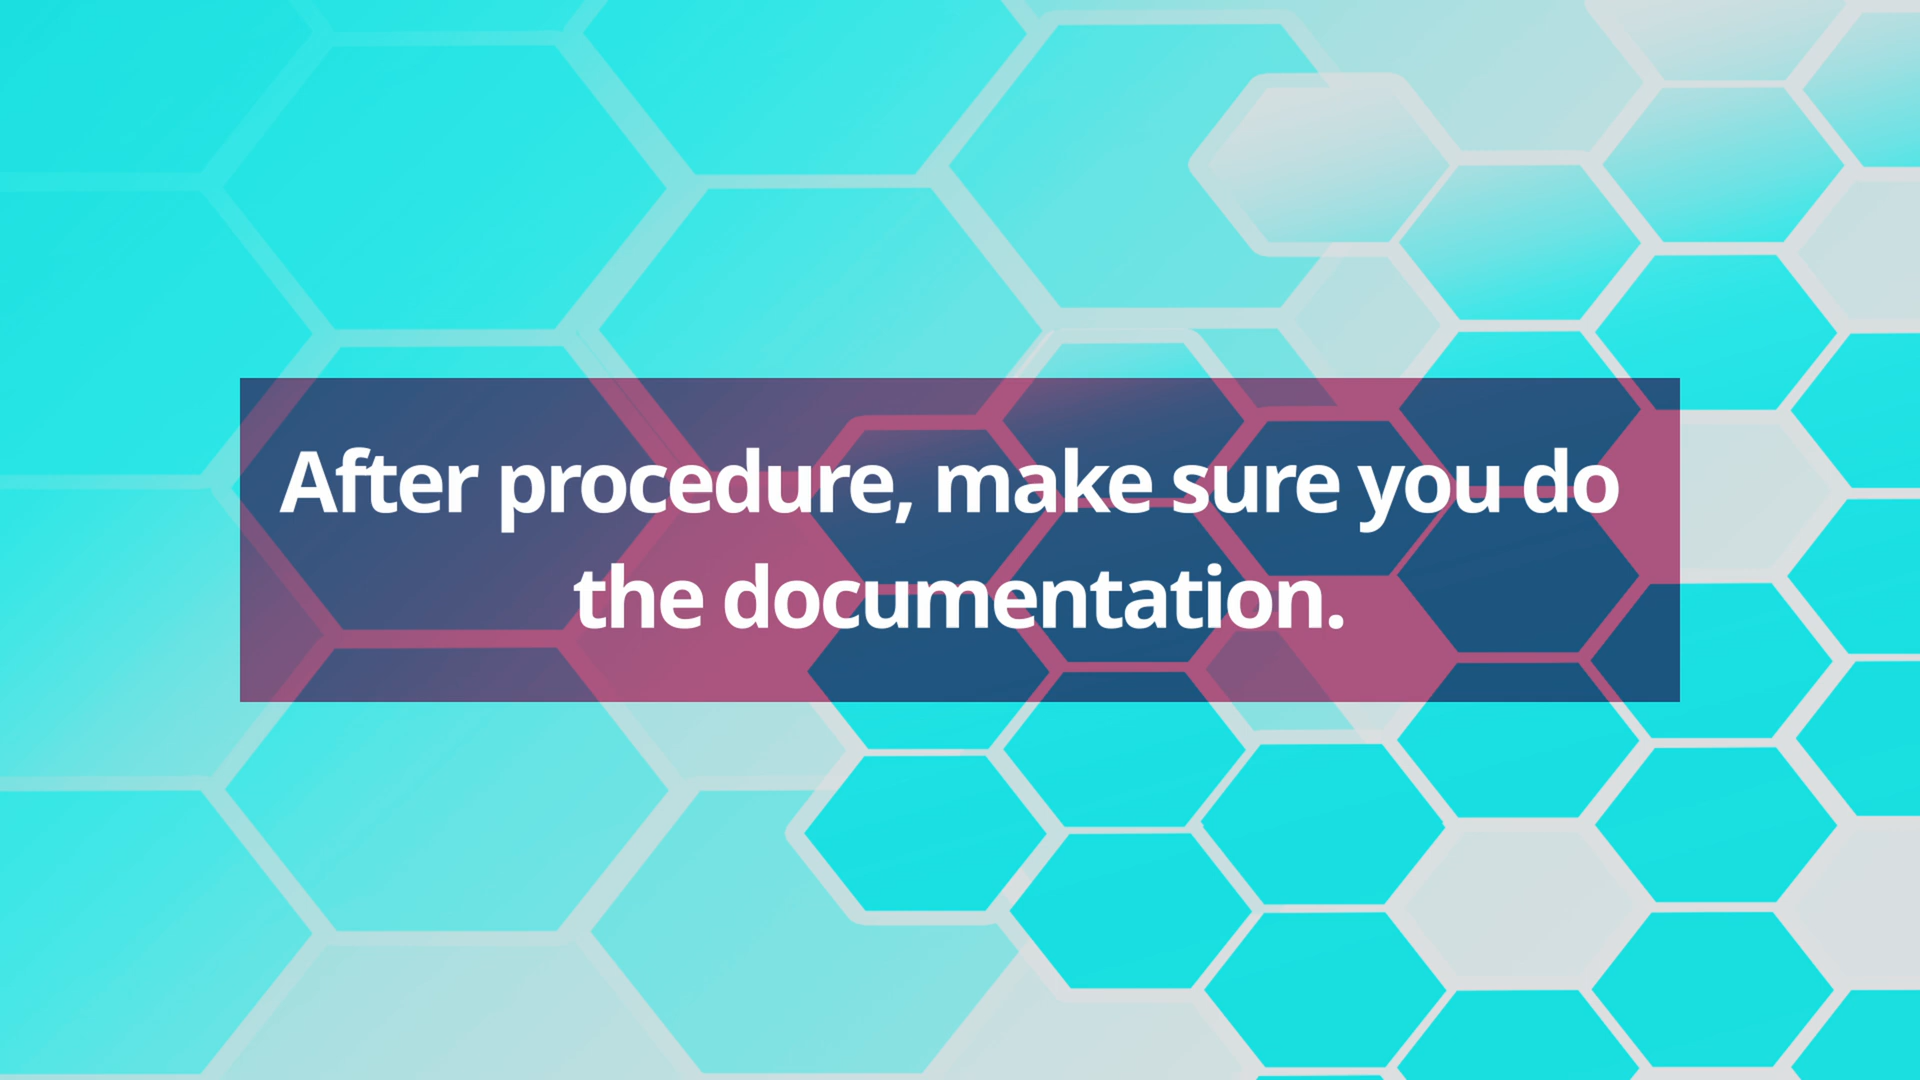 After procedure, make sure you do
the documentation.